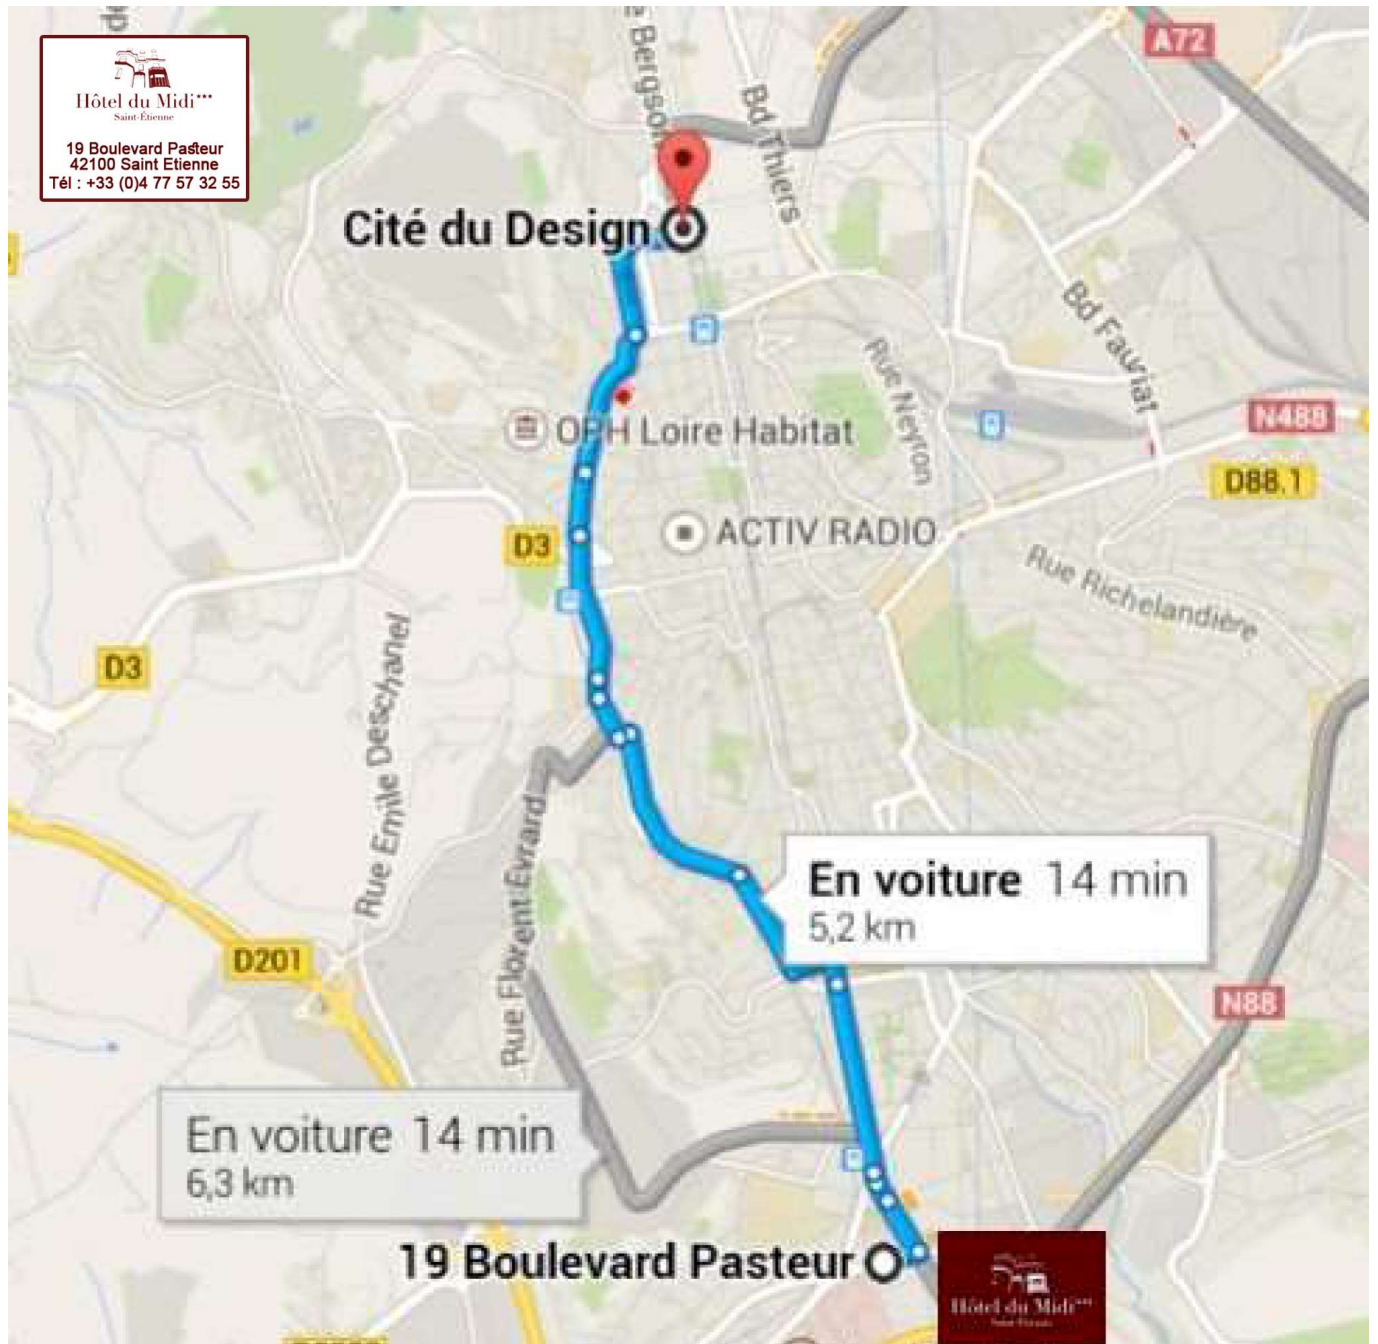 A72
Hôtel du Midi***
Saint-Étienne
19 Boulevard Pasteur
42100 Saint Etienne
Tél : +33 (0)4 77 57 32 55
Bergson
Bd Thiers
Cité du Design
Bd Fauriat
Rue Neyron
N488
OPH Loire Habitat
D88.1
ACTIV RADIO
D3
Rue Richelandière
D3
Rue Emile Deschanel
Rue Florent Evrard
En voiture 14 min
5,2 km
D201
N88
En voiture 14 min
6,3 km
19 Boulevard Pasteur
Hôtel du Midi***
Saint-Étienne